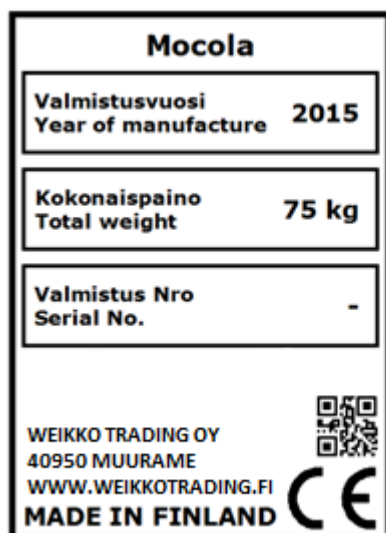 Mocola
Valmistusvuosi
Year of manufacture 2015
Kokonaispaino
Total weight 75 kg
Valmistus Nro
Serial No. -
WEIKKO TRADING OY
40950 MUURAME
WWW.WEIKKOTRADING.FI
MADE IN FINLAND CE